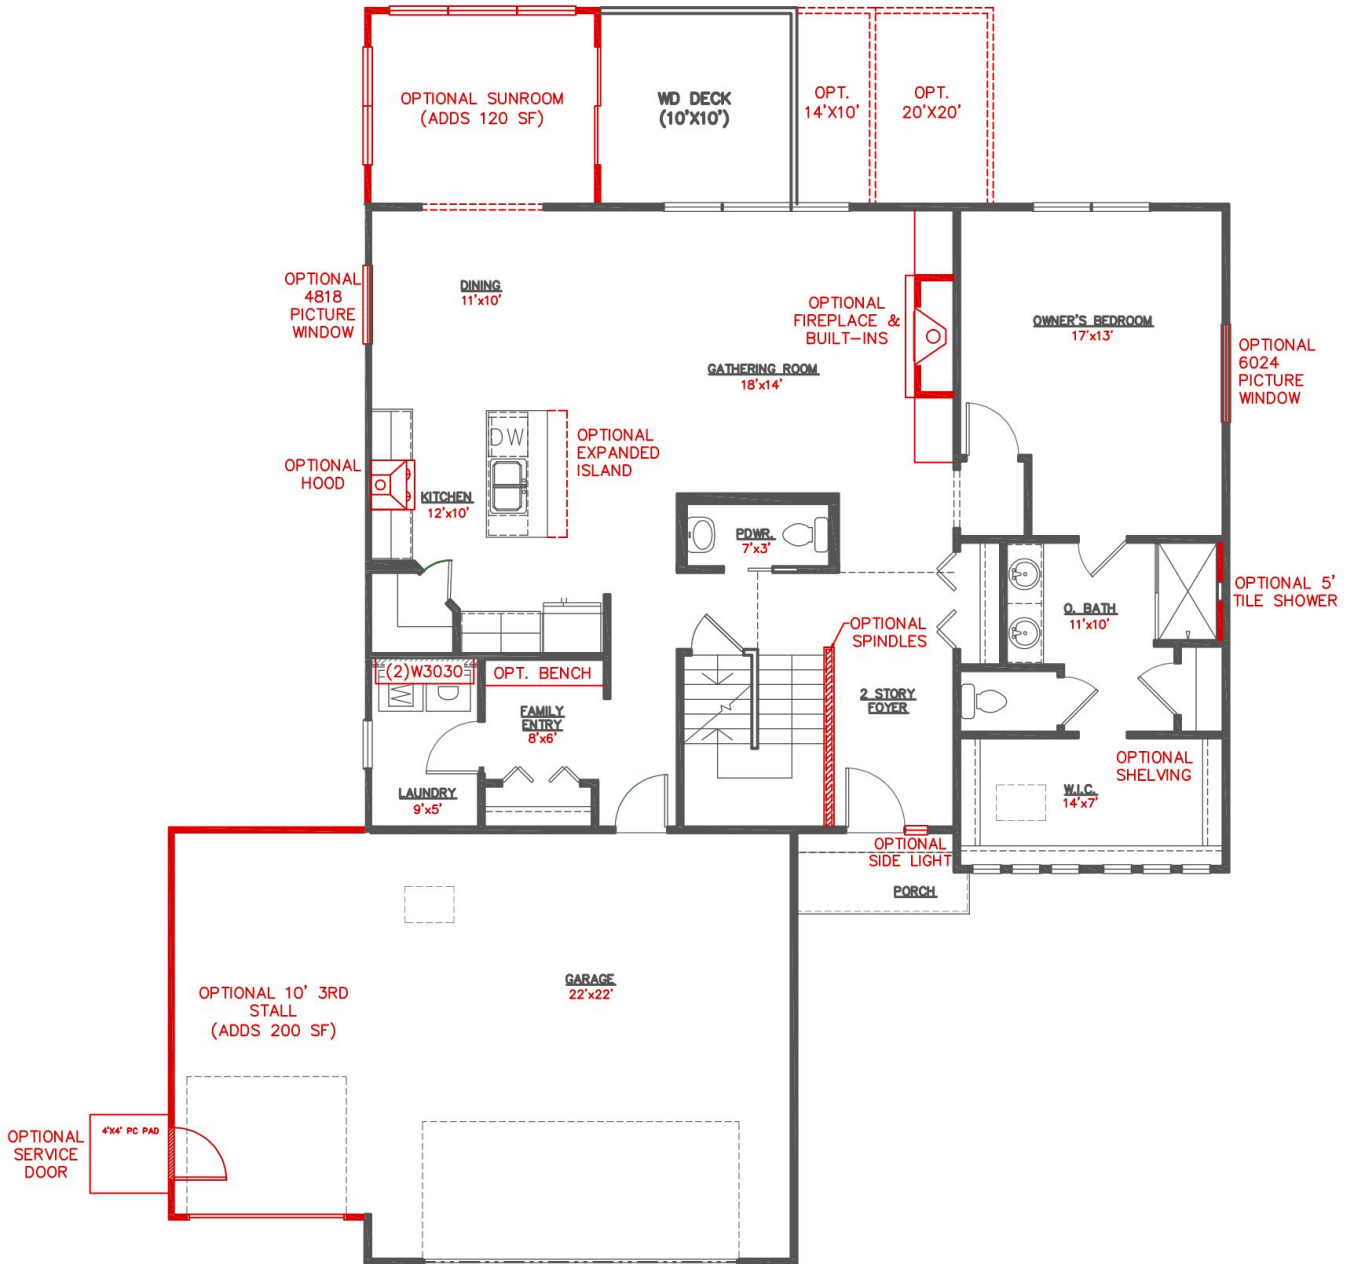 OPTIONAL SUNROOM
(ADDS 120 SF)
WD DECK
(10'X10')
OPT.
14'X10'
OPT.
20'X20'
OPTIONAL
4818
PICTURE
WINDOW
DINING
11'x10'
OPTIONAL
FIREPLACE &
BUILT-INS
OWNER'S BEDROOM
17'x13'
OPTIONAL
6024
PICTURE
WINDOW
GATHERING ROOM
18'x14'
DW
OPTIONAL
EXPANDED
ISLAND
OPTIONAL
HOOD
KITCHEN
12'x10'
PDWR.
7'x3'
OPTIONAL 5'
TILE SHOWER
O. BATH
11'x10'
OPTIONAL
SPINDLES
(2)W3030
OPT. BENCH
W
FAMILY
ENTRY
8'x6'
2 STORY
FOYER
OPTIONAL
SHELVING
LAUNDRY
9'x5'
W.I.C.
14'x7'
OPTIONAL
SIDE LIGHT
PORCH
GARAGE
22'x22'
OPTIONAL 10' 3RD
STALL
(ADDS 200 SF)
4'X4' PC PAD
OPTIONAL
SERVICE
DOOR